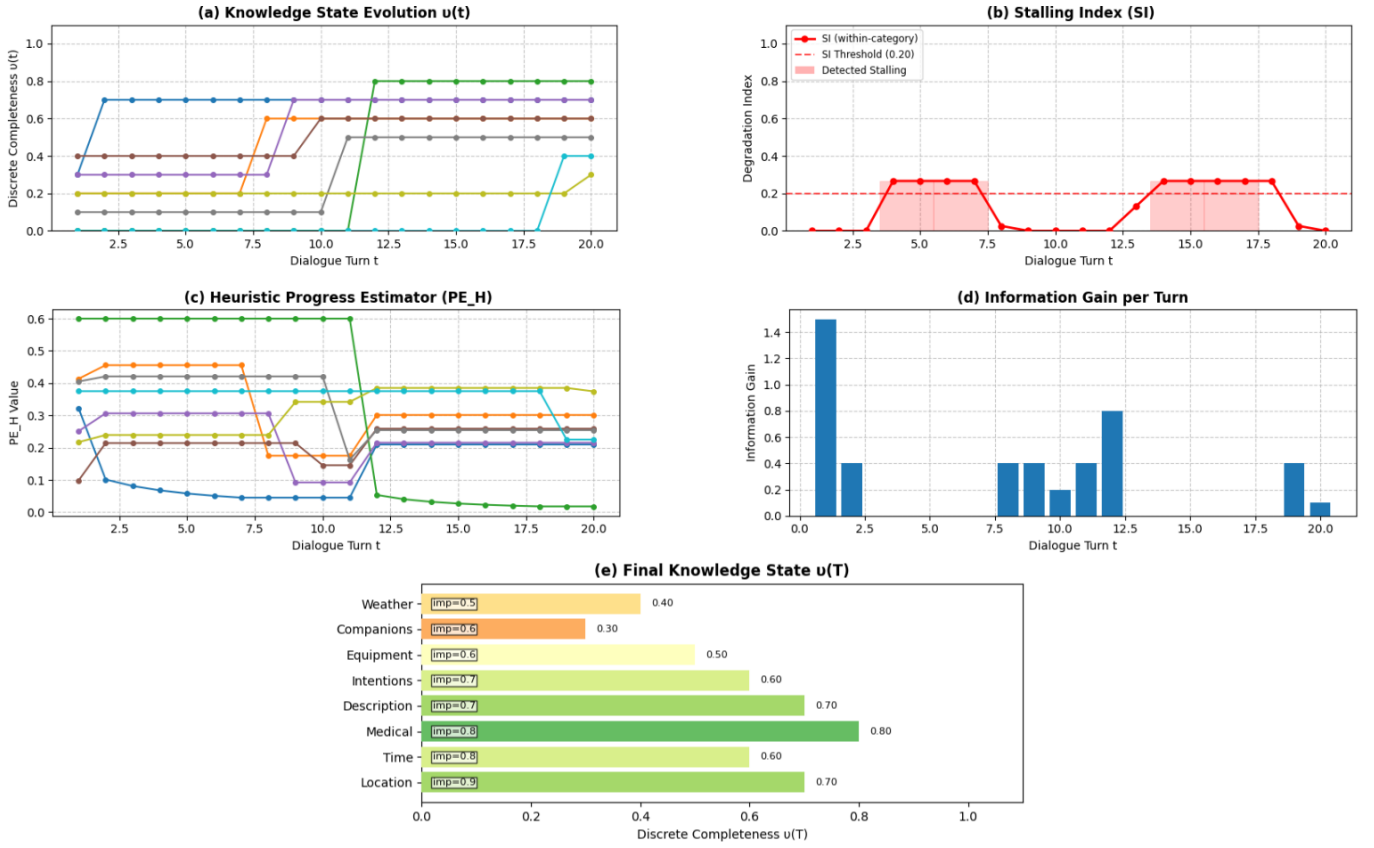 (a) Knowledge State Evolution υ(t)
Discrete Completeness υ(t)
1.0
0.8
0.6
0.4
0.2
0.0
2.5 5.0 7.5 10.0 12.5 15.0 17.5 20.0
Dialogue Turn t
(b) Stalling Index (SI)
Degradation Index
1.0
0.8
0.6
0.4
0.2
0.0
SI (within-category)
SI Threshold (0.20)
Detected Stalling
2.5 5.0 7.5 10.0 12.5 15.0 17.5 20.0
Dialogue Turn t
(c) Heuristic Progress Estimator (PE_H)
PE_H Value
0.6
0.5
0.4
0.3
0.2
0.1
0.0
2.5 5.0 7.5 10.0 12.5 15.0 17.5 20.0
Dialogue Turn t
(d) Information Gain per Turn
Information Gain
1.4
1.2
1.0
0.8
0.6
0.4
0.2
0.0
0.0 2.5 5.0 7.5 10.0 12.5 15.0 17.5 20.0
Dialogue Turn t
(e) Final Knowledge State υ(T)
Weather imp=0.5 0.40
Companions imp=0.6 0.30
Equipment imp=0.6 0.50
Intentions imp=0.7 0.60
Description imp=0.7 0.70
Medical imp=0.8 0.80
Time imp=0.8 0.60
Location imp=0.9 0.70
0.0 0.2 0.4 0.6 0.8 1.0
Discrete Completeness υ(T)